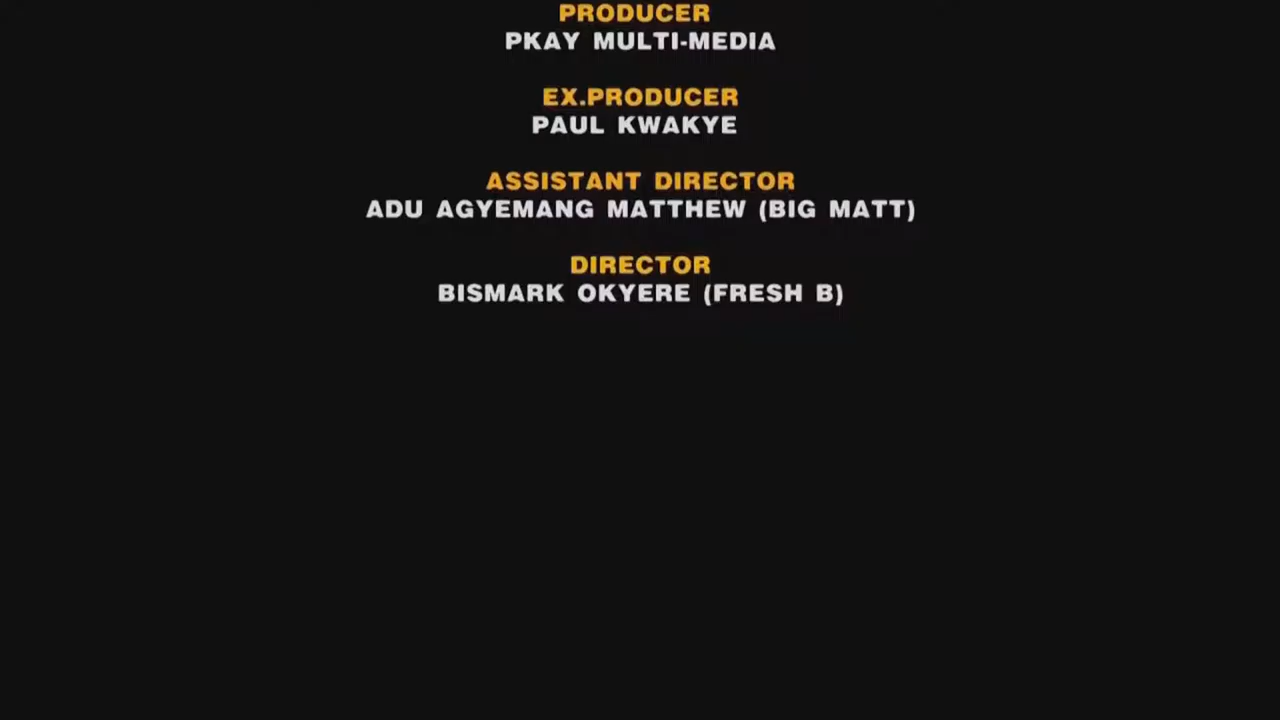 PRODUCER
PKAY MULTI-MEDIA
EX.PRODUCER
PAUL KWAKYE
ASSISTANT DIRECTOR
ADU AGYEMANG MATTHEW (BIG MATT)
DIRECTOR
BISMARK OKYERE (FRESH B)